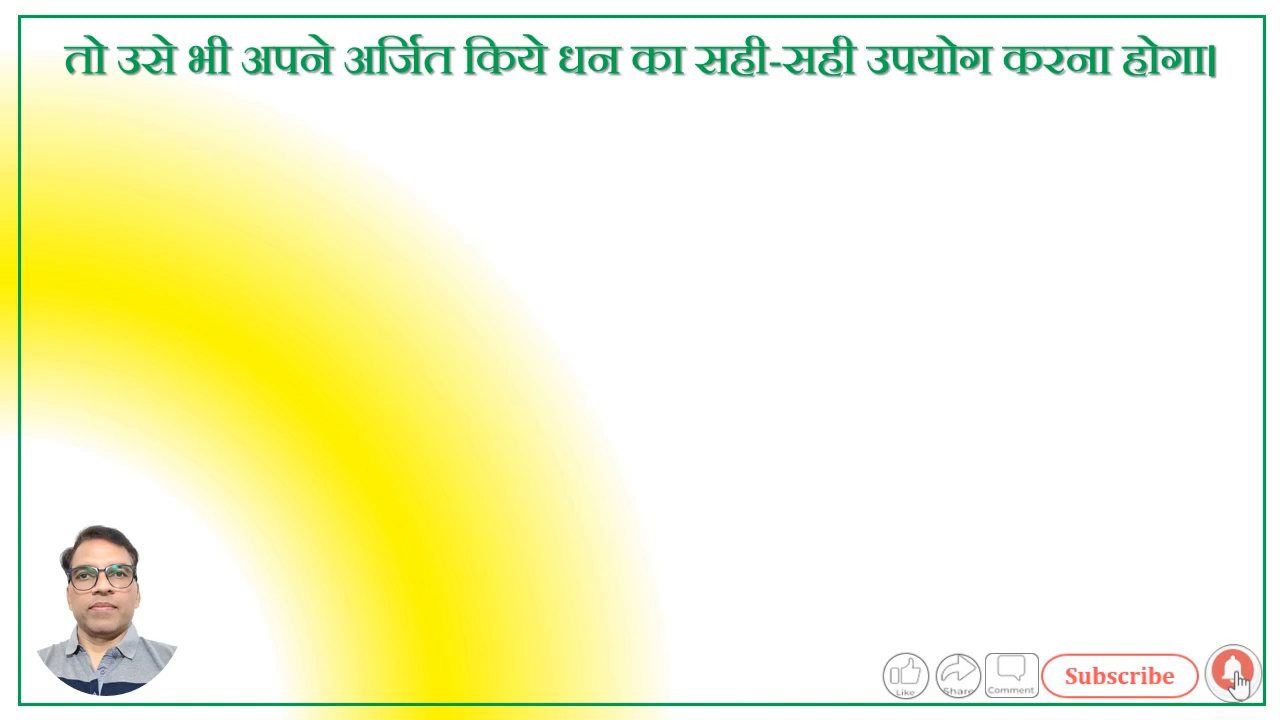 तो उसे भी अपने अर्जित किये धन का सही-सही उपयोग करना होगा।
Like
Share
Comment
Subscribe